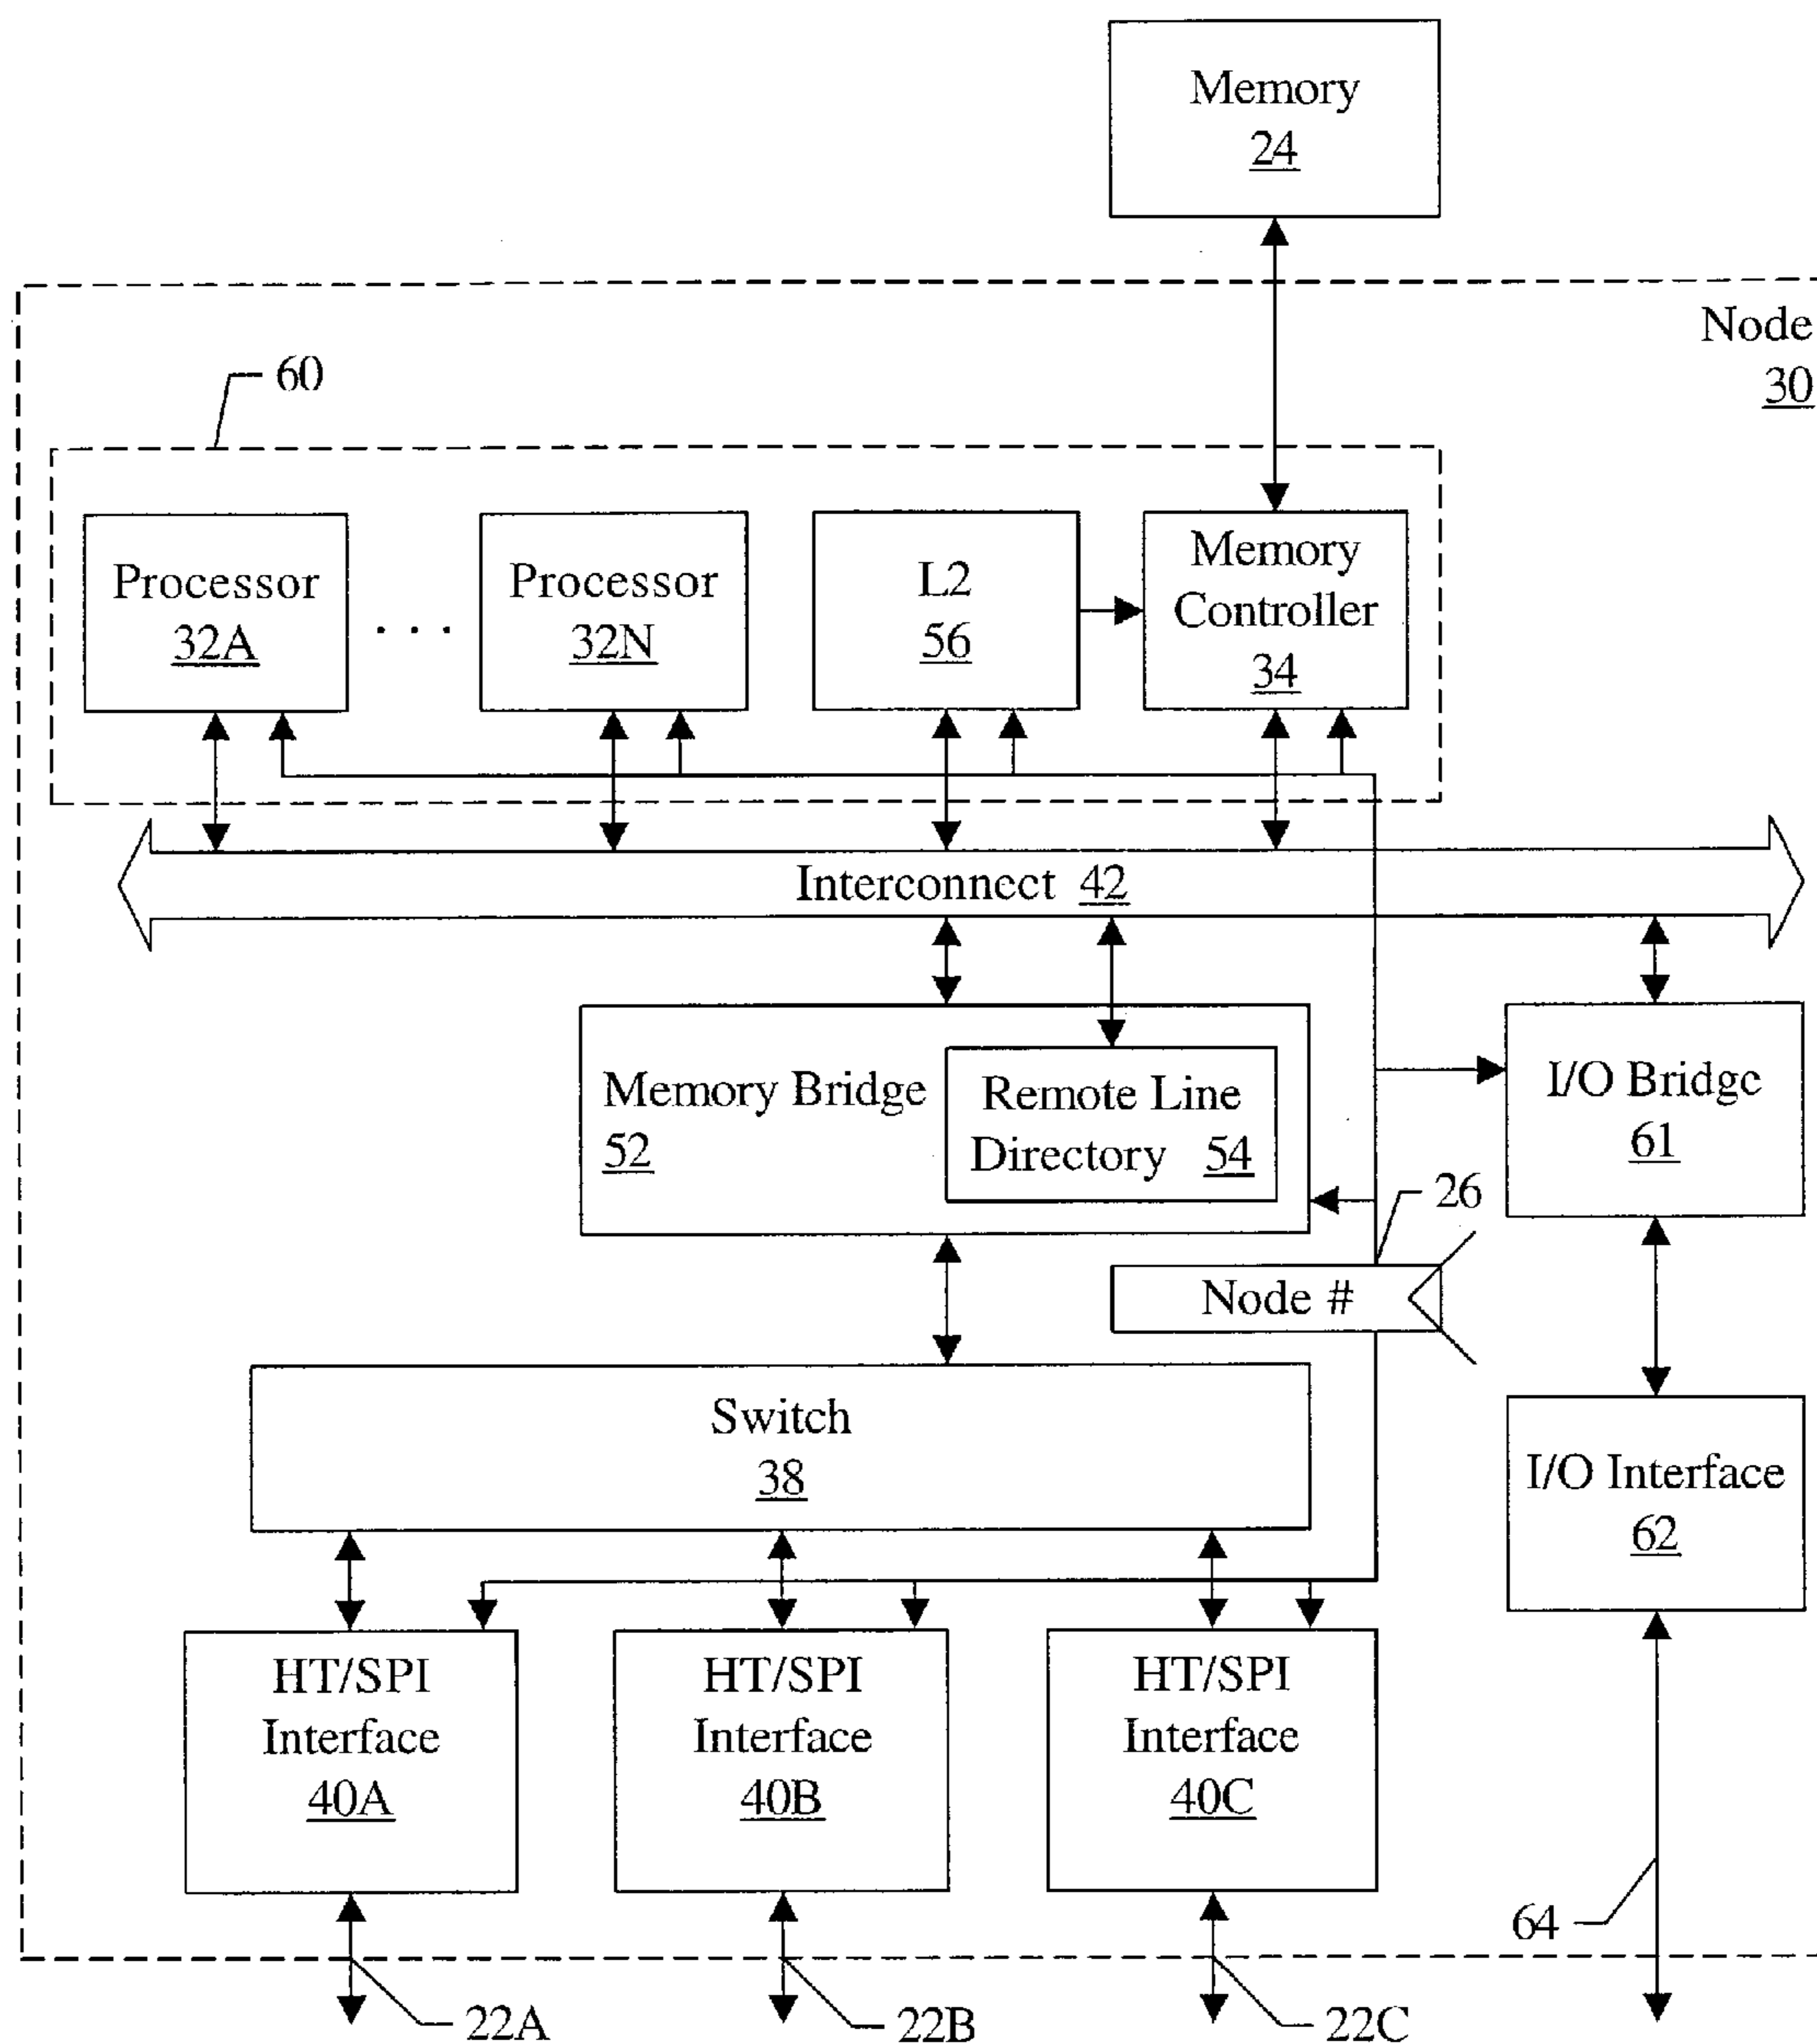 Memory
24
Node
30
60
Processor
32A
. . .
Processor
32N
L2
56
Memory
Controller
34
Interconnect 42
Memory Bridge
52
Remote Line
Directory 54
I/O Bridge
61
26
Node #
Switch
38
I/O Interface
62
HT/SPI
Interface
40A
HT/SPI
Interface
40B
HT/SPI
Interface
40C
64
22A
22B
22C